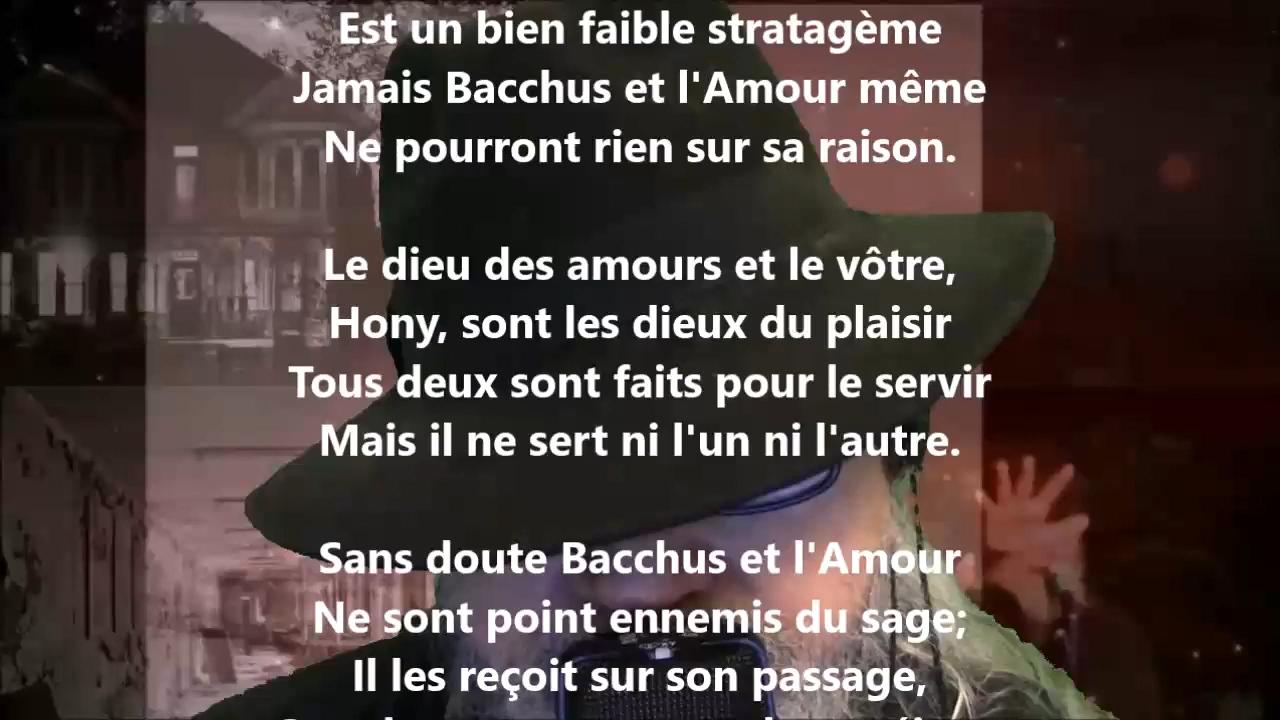 Est un bien faible stratagème
Jamais Bacchus et l'Amour même
Ne pourront rien sur sa raison.
Le dieu des amours et le vôtre,
Hony, sont les dieux du plaisir
Tous deux sont faits pour le servir
Mais il ne sert ni l'un ni l'autre.
Sans doute Bacchus et l'Amour
Ne sont point ennemis du sage;
Il les reçoit sur son passage,